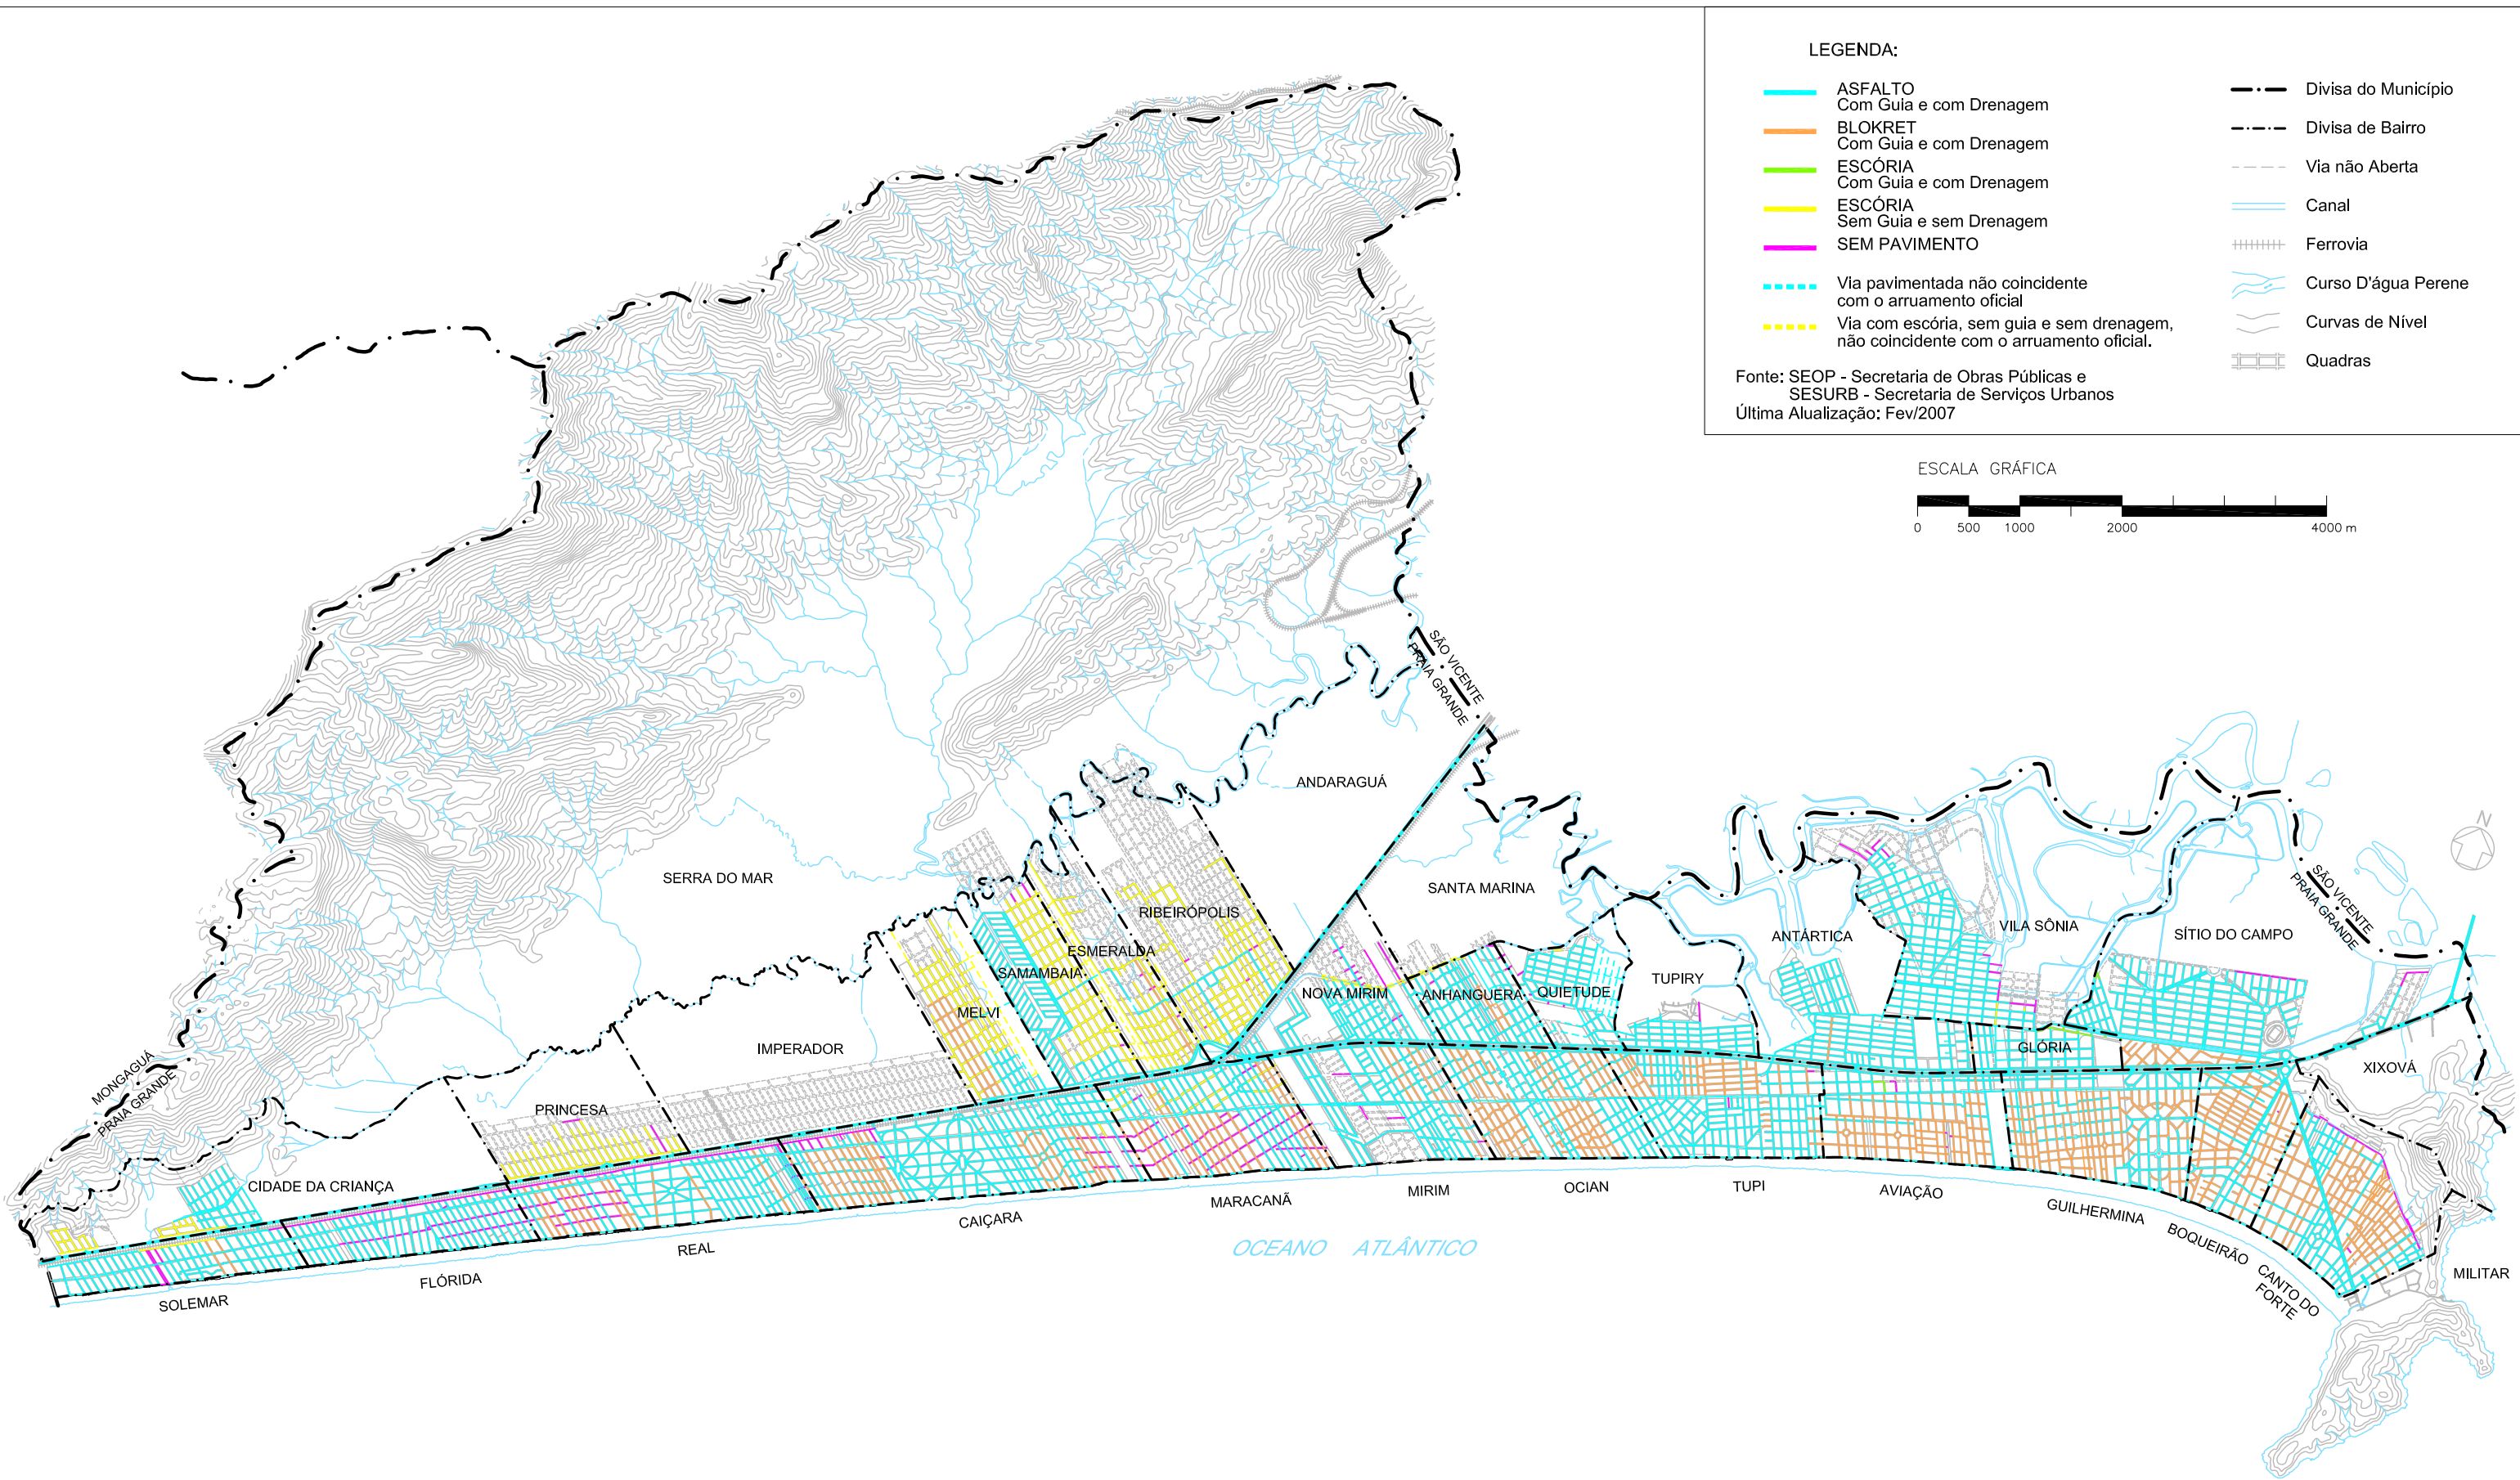 LEGENDA:
ASFALTO
Com Guia e com Drenagem
BLOKRET
Com Guia e com Drenagem
ESCÓRIA
Com Guia e com Drenagem
ESCÓRIA
Sem Guia e sem Drenagem
SEM PAVIMENTO
Via pavimentada não coincidente
com o arruamento oficial
Via com escória, sem guia e sem drenagem,
não coincidente com o arruamento oficial.
Divisa do Município
Divisa de Bairro
Via não Aberta
Canal
Ferrovia
Curso D'água Perene
Curvas de Nível
Quadras
Fonte: SEOP - Secretaria de Obras Públicas e
SESURB - Secretaria de Serviços Urbanos
Última Alualização: Fev/2007
ESCALA GRÁFICA
0 500 1000 2000 4000 m
SÃO VICENTE
PRAIA GRANDE
ANDARAGUÁ
N
SERRA DO MAR
SANTA MARINA
SÃO VICENTE
PRAIA GRANDE
RIBEIRÓPOLIS
VILA SÔNIA
SÍTIO DO CAMPO
ANTÁRTICA
ESMERALDA
SAMAMBAIA
TUPIRY
NOVA MIRIM
ANHANGUERA
QUIETUDE
MELVI
IMPERADOR
GLÓRIA
XIXOVÁ
MONGAGUÁ
PRAIA GRANDE
PRINCESA
CIDADE DA CRIANÇA
SOLEMAR
FLÓRIDA
REAL
CAIÇARA
MARACANÃ
MIRIM
OCIAN
TUPI
AVIAÇÃO
GUILHERMINA
BOQUEIRÃO
CANTO DO
FORTE
MILITAR
OCEANO ATLÂNTICO